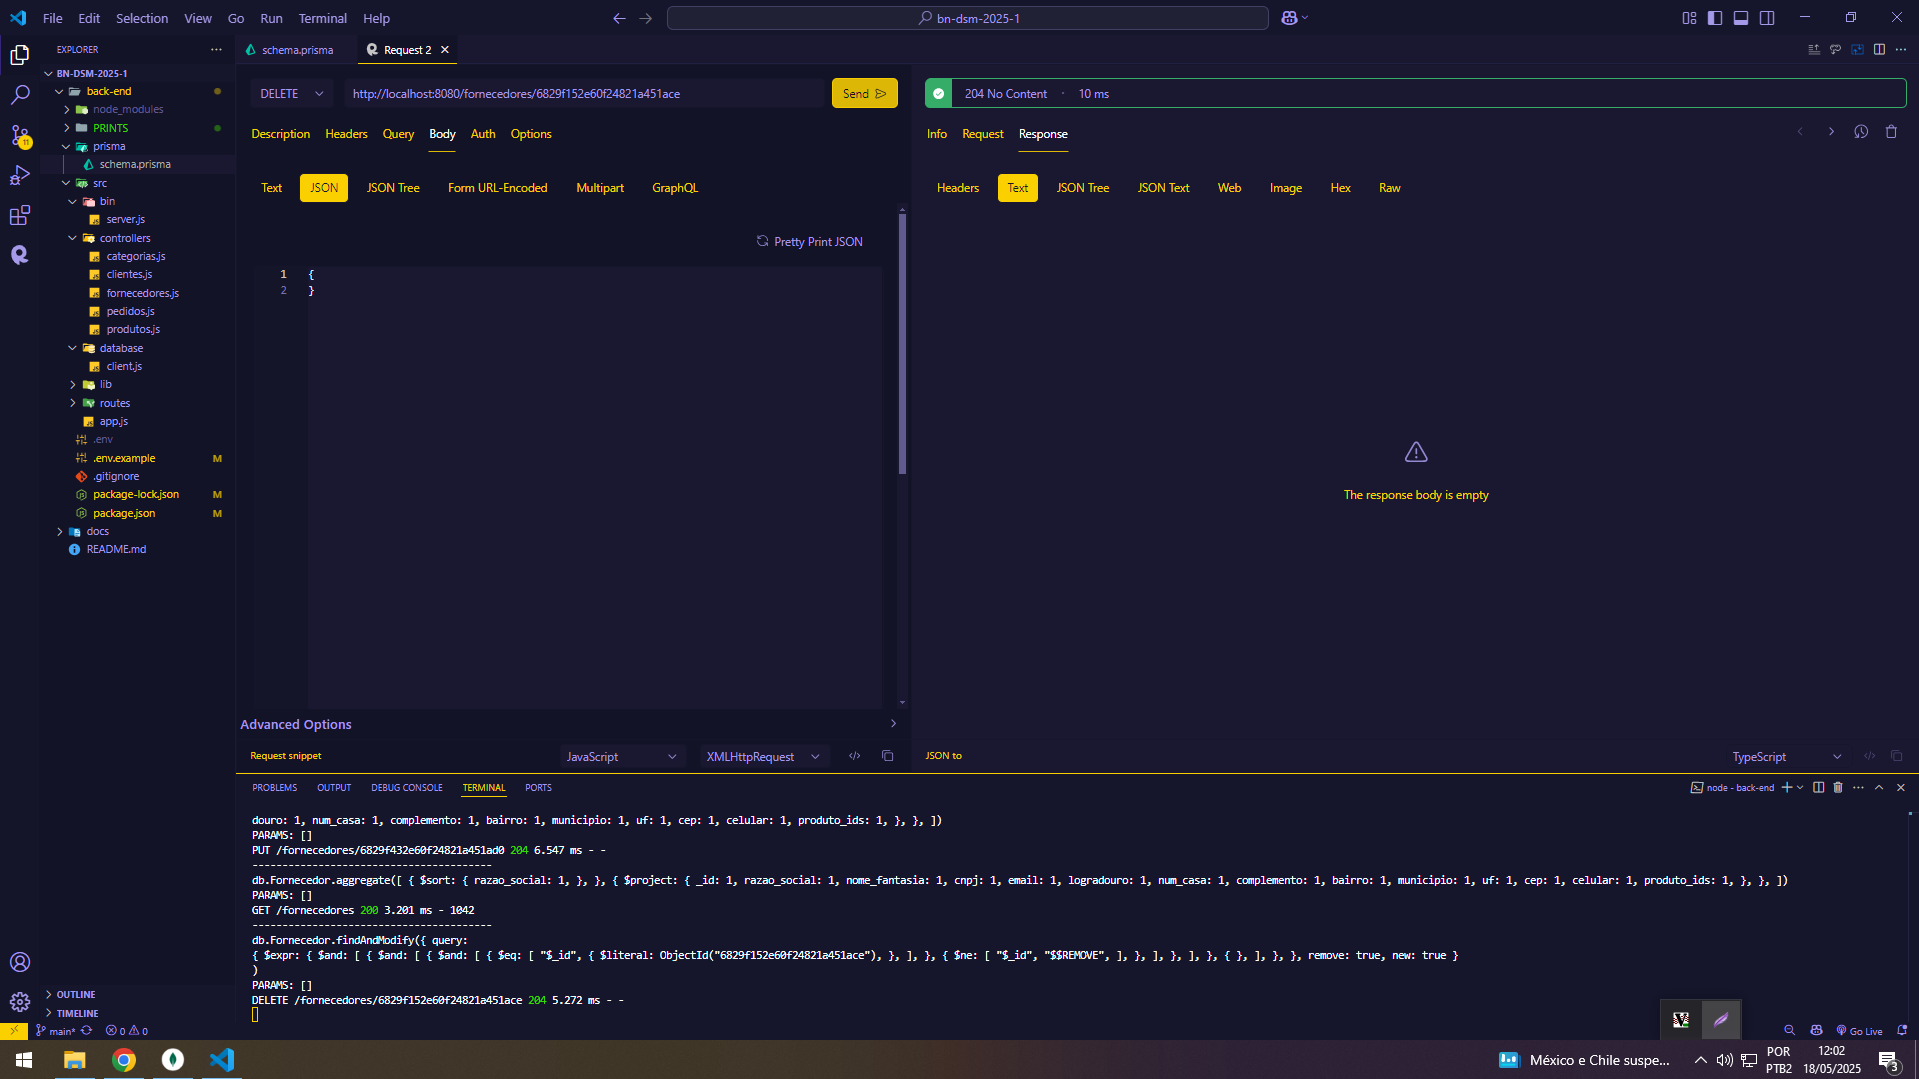 File Edit Selection View Go Run Terminal Help
bn-dsm-2025-1
EXPLORER
BN-DSM-2025-1
back-end
node_modules
PRINTS
prisma
schema.prisma
src
bin
server.js
controllers
categorias.js
clientes.js
fornecedores.js
pedidos.js
produtos.js
database
client.js
lib
routes
app.js
.env
.env.example M
.gitignore
package-lock.json M
package.json M
docs
README.md
OUTLINE
TIMELINE
schema.prisma
Request 2
DELETE
http://localhost:8080/fornecedores/6829f152e60f24821a451ace
Send
Description Headers Query Body Auth Options
Text JSON JSON Tree Form URL-Encoded Multipart GraphQL
Pretty Print JSON
1 {
2 }
Advanced Options
Request snippet
JavaScript
XMLHttpRequest
204 No Content · 10 ms
Info Request Response
Headers Text JSON Tree JSON Text Web Image Hex Raw
The response body is empty
JSON to
TypeScript
PROBLEMS OUTPUT DEBUG CONSOLE TERMINAL PORTS
node - back-end
douro: 1, num_casa: 1, complemento: 1, bairro: 1, municipio: 1, uf: 1, cep: 1, celular: 1, produto_ids: 1, }, }, ])
PARAMS: []
PUT /fornecedores/6829f432e60f24821a451ad0 204 6.547 ms - -
----------------------------------------
db.Fornecedor.aggregate([ { $sort: { razao_social: 1, }, }, { $project: { _id: 1, razao_social: 1, nome_fantasia: 1, cnpj: 1, email: 1, logradouro: 1, num_casa: 1, complemento: 1, bairro: 1, municipio: 1, uf: 1, cep: 1, celular: 1, produto_ids: 1, }, }, ])
PARAMS: []
GET /fornecedores 200 3.201 ms - 1042
----------------------------------------
db.Fornecedor.findAndModify({ query:
{ $expr: { $and: [ { $and: [ { $and: [ { $eq: [ "$_id", { $literal: ObjectId("6829f152e60f24821a451ace"), }, ], }, { $ne: [ "$_id", "$$REMOVE", ], }, ], }, ], }, { }, ], }, }, remove: true, new: true }
)
PARAMS: []
DELETE /fornecedores/6829f152e60f24821a451ace 204 5.272 ms - -
main*
0 0
Go Live
México e Chile suspe...
POR
PTB2
12:02
18/05/2025
3
11